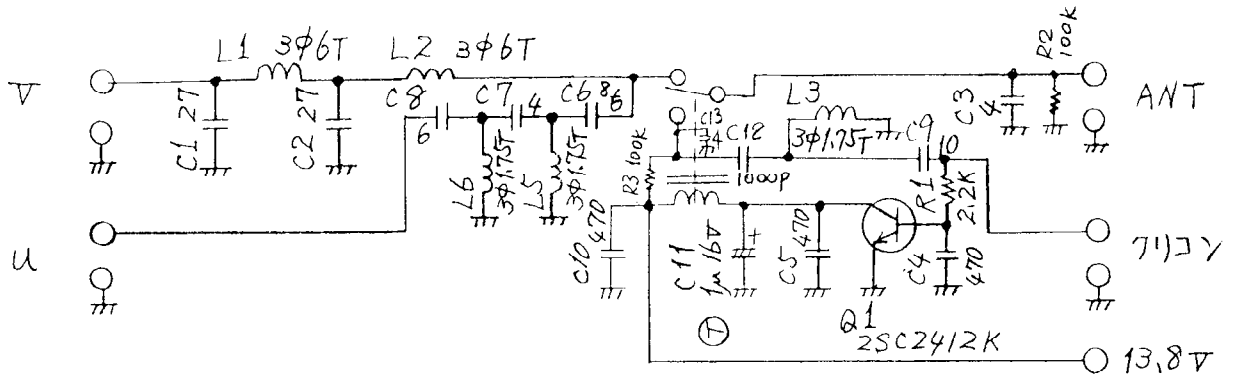 V
L1 3φ6T
L2 3φ6T
C1 27
C2 27
C8
6
C7
4
C6
8
6
L6
3φ1.75T
L5
3φ1.75T
U
R3 100k
C13
4
C12
1000p
L3
3φ1.75T
C9
10
C3
4
R2
100k
ANT
R1
2.2K
C10
470
C11
1μ 16V
+
C5
470
C4
470
Q1
2SC2412K
T
クリコン
13.8V